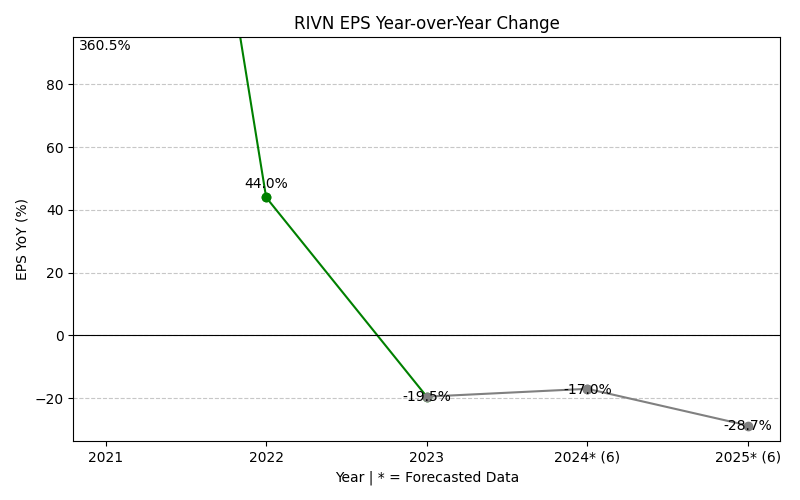 RIVN EPS Year-over-Year Change
360.5%
80
60
44.0%
40
20
0
-17.0%
-19.5%
−20
-28.7%
EPS YoY (%)
2021 2022 2023 2024* (6) 2025* (6)
Year | * = Forecasted Data